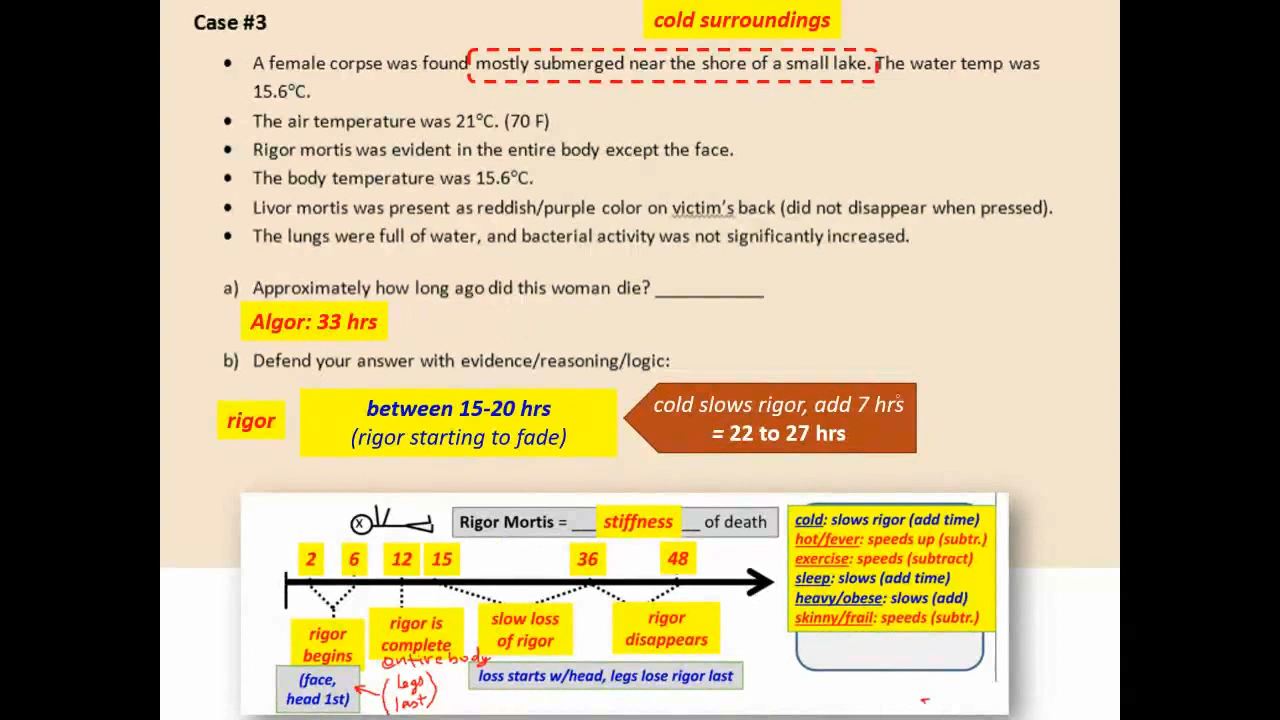 cold surroundings
Case #3
• A female corpse was found mostly submerged near the shore of a small lake. The water temp was
15.6°C.
• The air temperature was 21°C. (70 F)
• Rigor mortis was evident in the entire body except the face.
• The body temperature was 15.6°C.
• Livor mortis was present as reddish/purple color on victim's back (did not disappear when pressed).
• The lungs were full of water, and bacterial activity was not significantly increased.
a) Approximately how long ago did this woman die? ___________
Algor: 33 hrs
b) Defend your answer with evidence/reasoning/logic:
rigor
between 15-20 hrs
(rigor starting to fade)
cold slows rigor, add 7 hrs
= 22 to 27 hrs
X
Rigor Mortis = ___ stiffness __ of death
2 6 12 15 36 48
rigor
begins
(face,
head 1st)
rigor is
complete
entire body
(legs
last)
slow loss
of rigor
rigor
disappears
loss starts w/head, legs lose rigor last
cold: slows rigor (add time)
hot/fever: speeds up (subtr.)
exercise: speeds (subtract)
sleep: slows (add time)
heavy/obese: slows (add)
skinny/frail: speeds (subtr.)